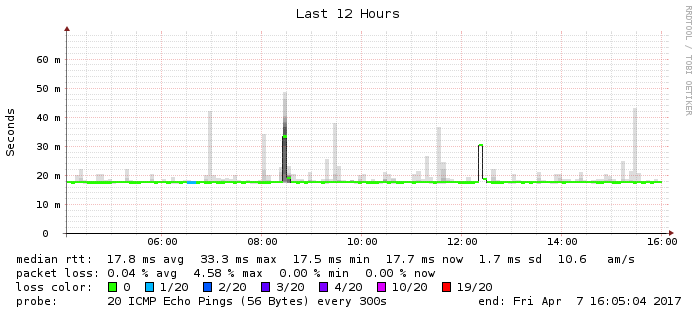 Last 12 Hours
RRDTOOL / TOBI OETIKER
Seconds
60 m
50 m
40 m
30 m
20 m
10 m
0
06:00 08:00 10:00 12:00 14:00 16:00
median rtt: 17.8 ms avg 33.3 ms max 17.5 ms min 17.7 ms now 1.7 ms sd 10.6 am/s
packet loss: 0.04 % avg 4.58 % max 0.00 % min 0.00 % now
loss color: 0 1/20 2/20 3/20 4/20 10/20 19/20
probe: 20 ICMP Echo Pings (56 Bytes) every 300s end: Fri Apr 7 16:05:04 2017